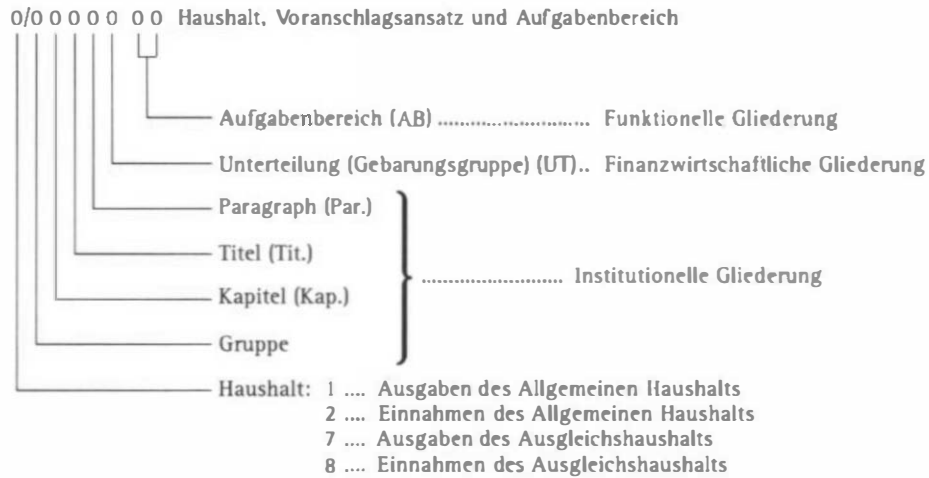 0/0 0 0 0 0 0 0 Haushalt, Voranschlagsansatz und Aufgabenbereich
Aufgabenbereich (AB) ........................... Funktionelle Gliederung
Unterteilung (Gebarungsgruppe) (UT).. Finanzwirtschaftliche Gliederung
Paragraph (Par.)
Titel (Tit.)
......................... Institutionelle Gliederung
Kapitel (Kap.)
Gruppe
Haushalt: 1 .... Ausgaben des Allgemeinen Haushalts
2 .... Einnahmen des Allgemeinen Haushalts
7 .... Ausgaben des Ausgleichshaushalts
8 .... Einnahmen des Ausgleichshaushalts